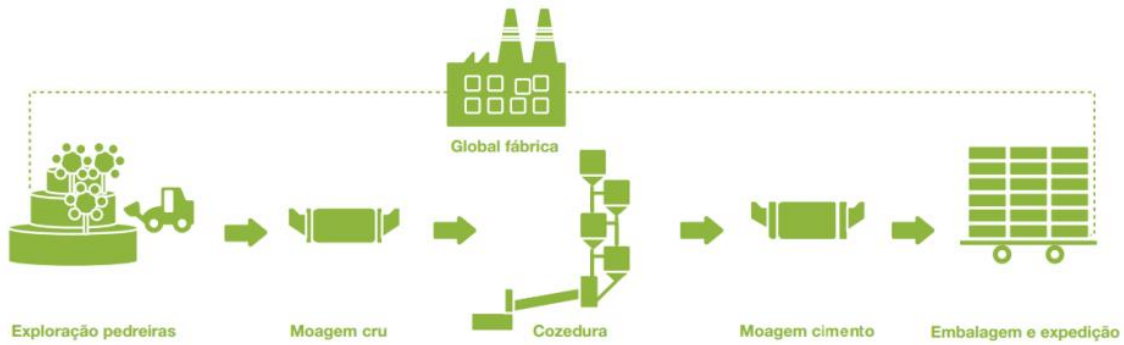 Global fábrica
Exploração pedreiras
Moagem cru
Cozedura
Moagem cimento
Embalagem e expedição